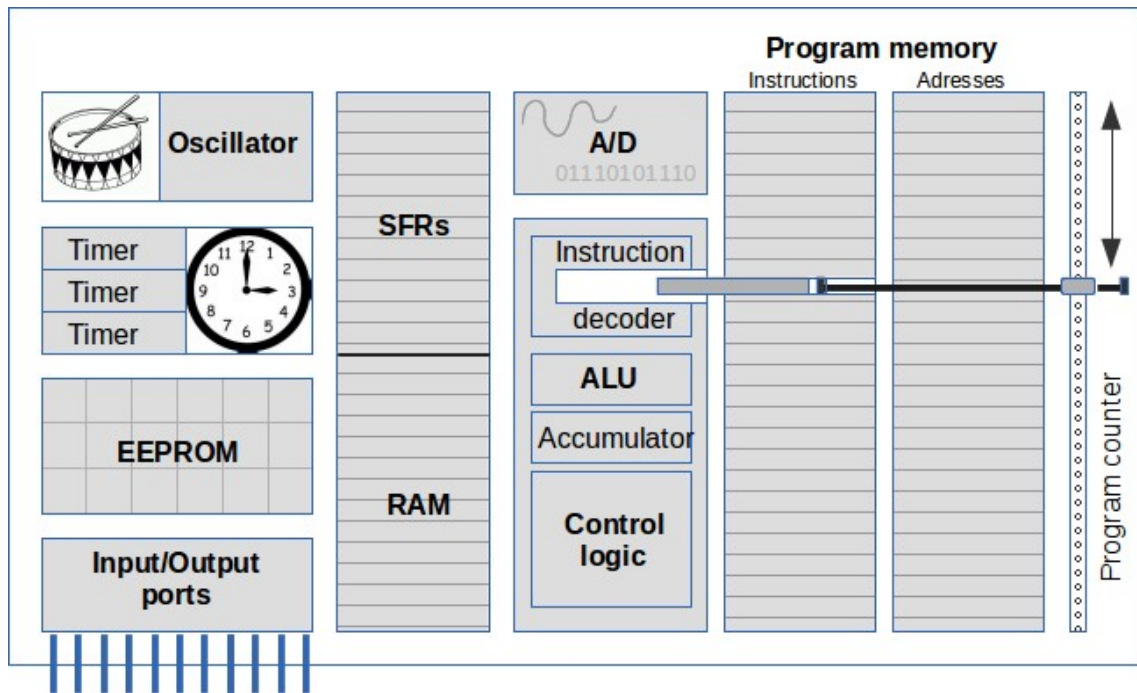 Program memory
Instructions
Adresses
Oscillator
Timer
Timer
Timer
12
1
2
3
4
5
6
7
8
9
10
11
EEPROM
Input/Output
ports
SFRs
RAM
A/D
01110101110
Instruction
decoder
ALU
Accumulator
Control
logic
Program counter